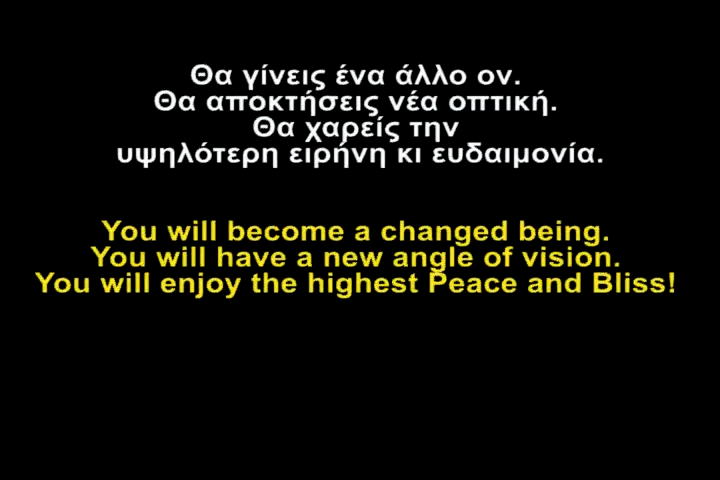 Θα γίνεις ένα άλλο ον.
Θα αποκτήσεις νέα οπτική.
Θα χαρείς την
υψηλότερη ειρήνη κι ευδαιμονία.
You will become a changed being.
You will have a new angle of vision.
You will enjoy the highest Peace and Bliss!